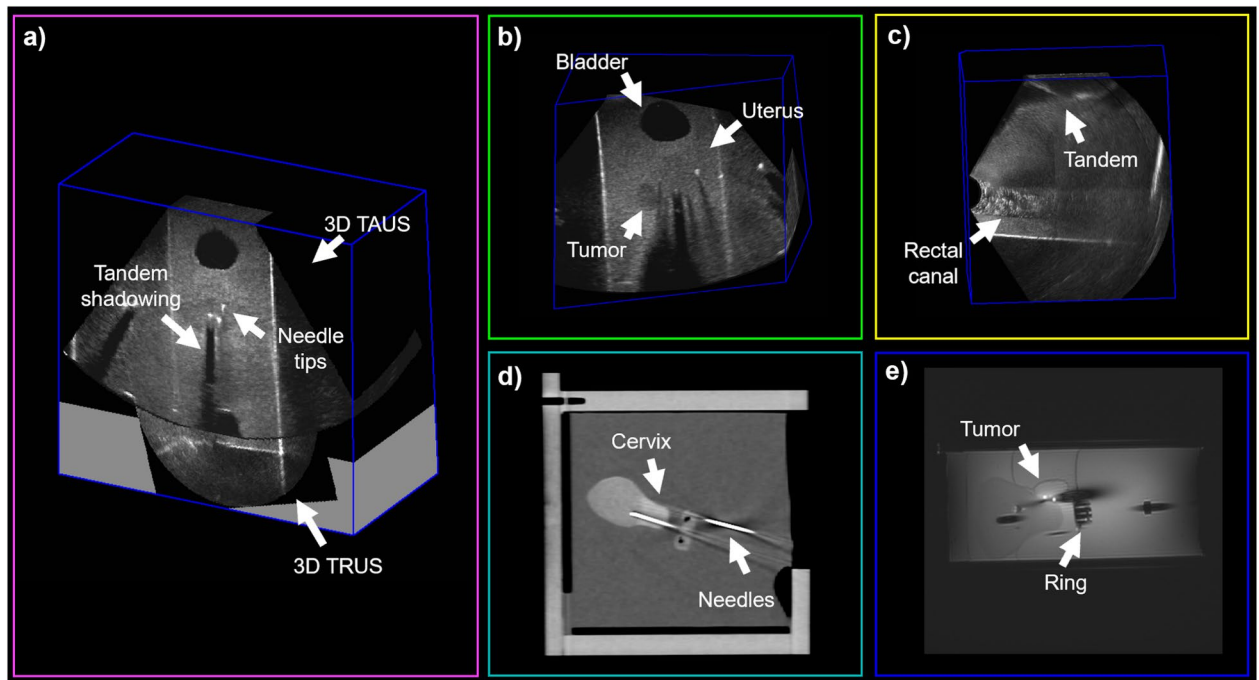 a)
3D TAUS
Tandem
shadowing
Needle
tips
3D TRUS
b)
Bladder
Uterus
Tumor
c)
Tandem
Rectal
canal
d)
Cervix
Needles
e)
Tumor
Ring